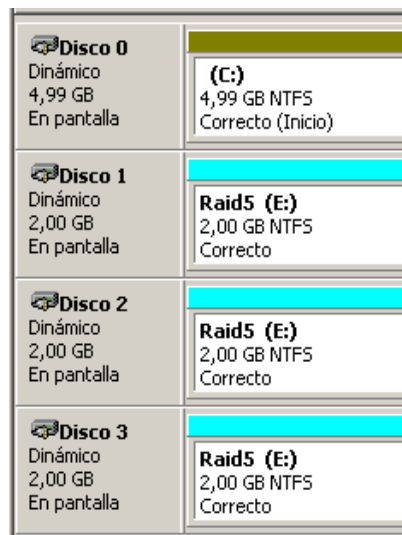 Disco 0
Dinámico
4,99 GB
En pantalla
(C:)
4,99 GB NTFS
Correcto (Inicio)
Disco 1
Dinámico
2,00 GB
En pantalla
Raid5 (E:)
2,00 GB NTFS
Correcto
Disco 2
Dinámico
2,00 GB
En pantalla
Raid5 (E:)
2,00 GB NTFS
Correcto
Disco 3
Dinámico
2,00 GB
En pantalla
Raid5 (E:)
2,00 GB NTFS
Correcto